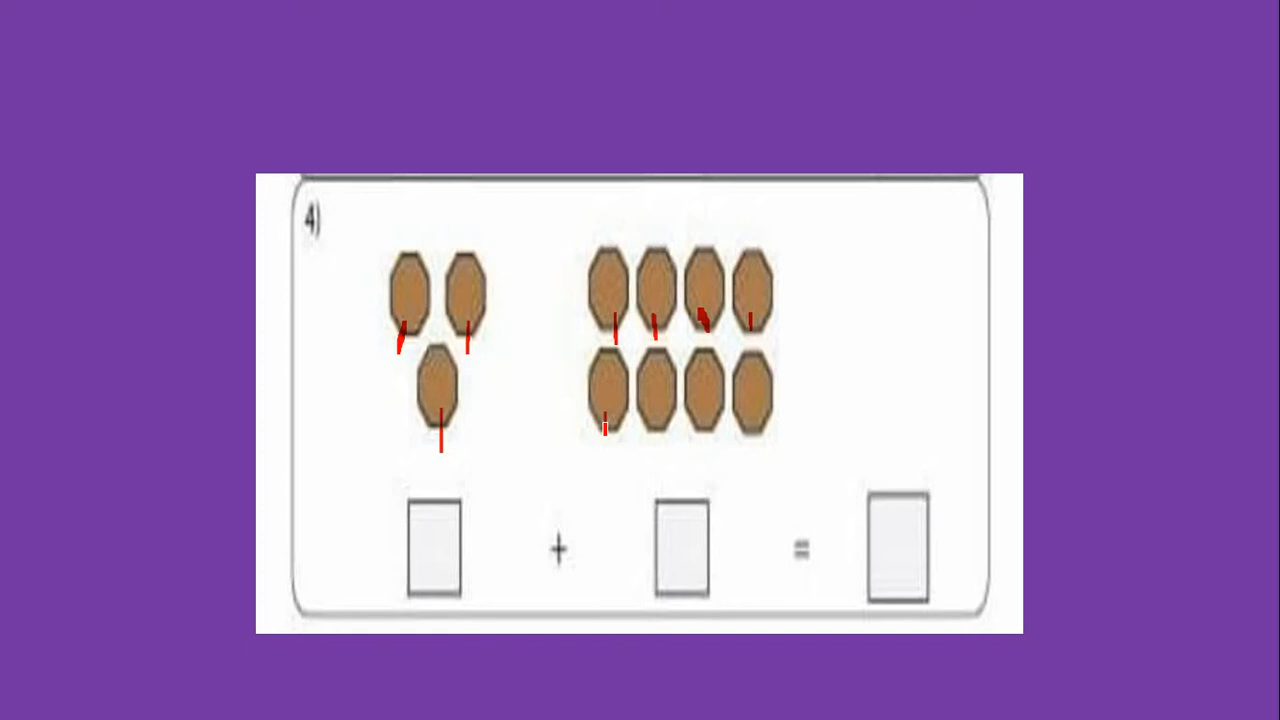 4)
+ =